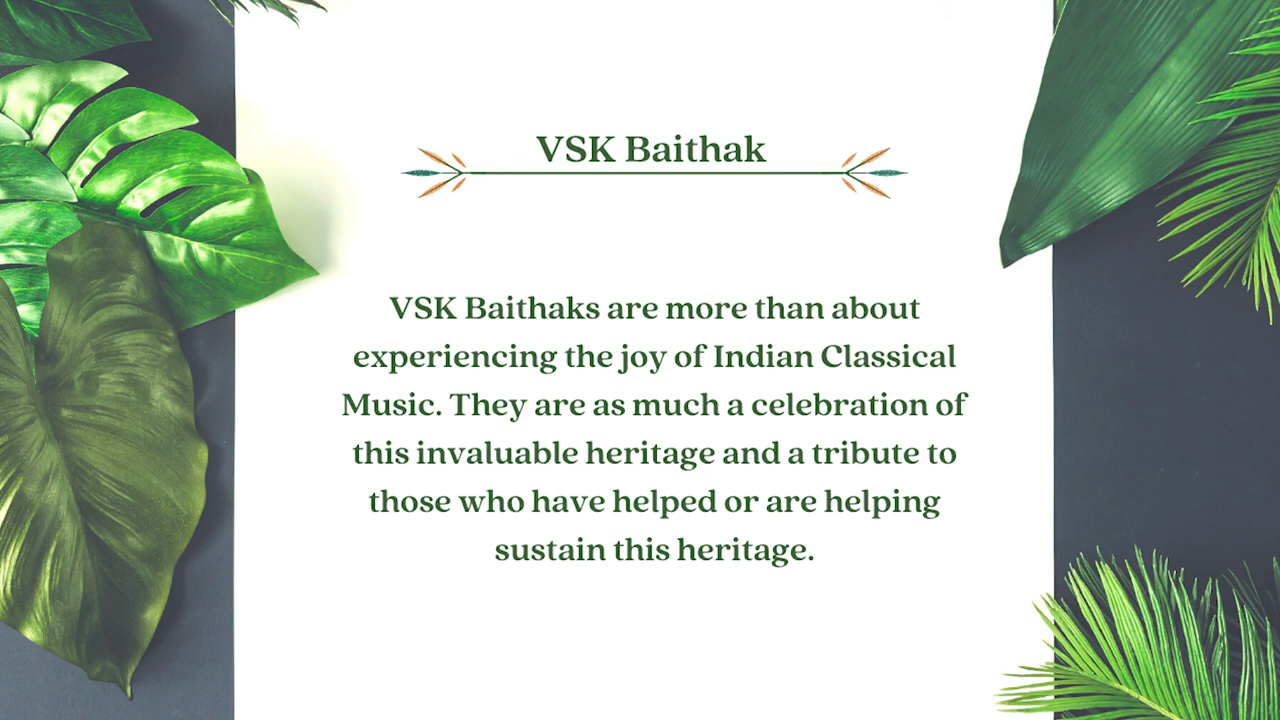 VSK Baithak
VSK Baithaks are more than about
experiencing the joy of Indian Classical
Music. They are as much a celebration of
this invaluable heritage and a tribute to
those who have helped or are helping
sustain this heritage.